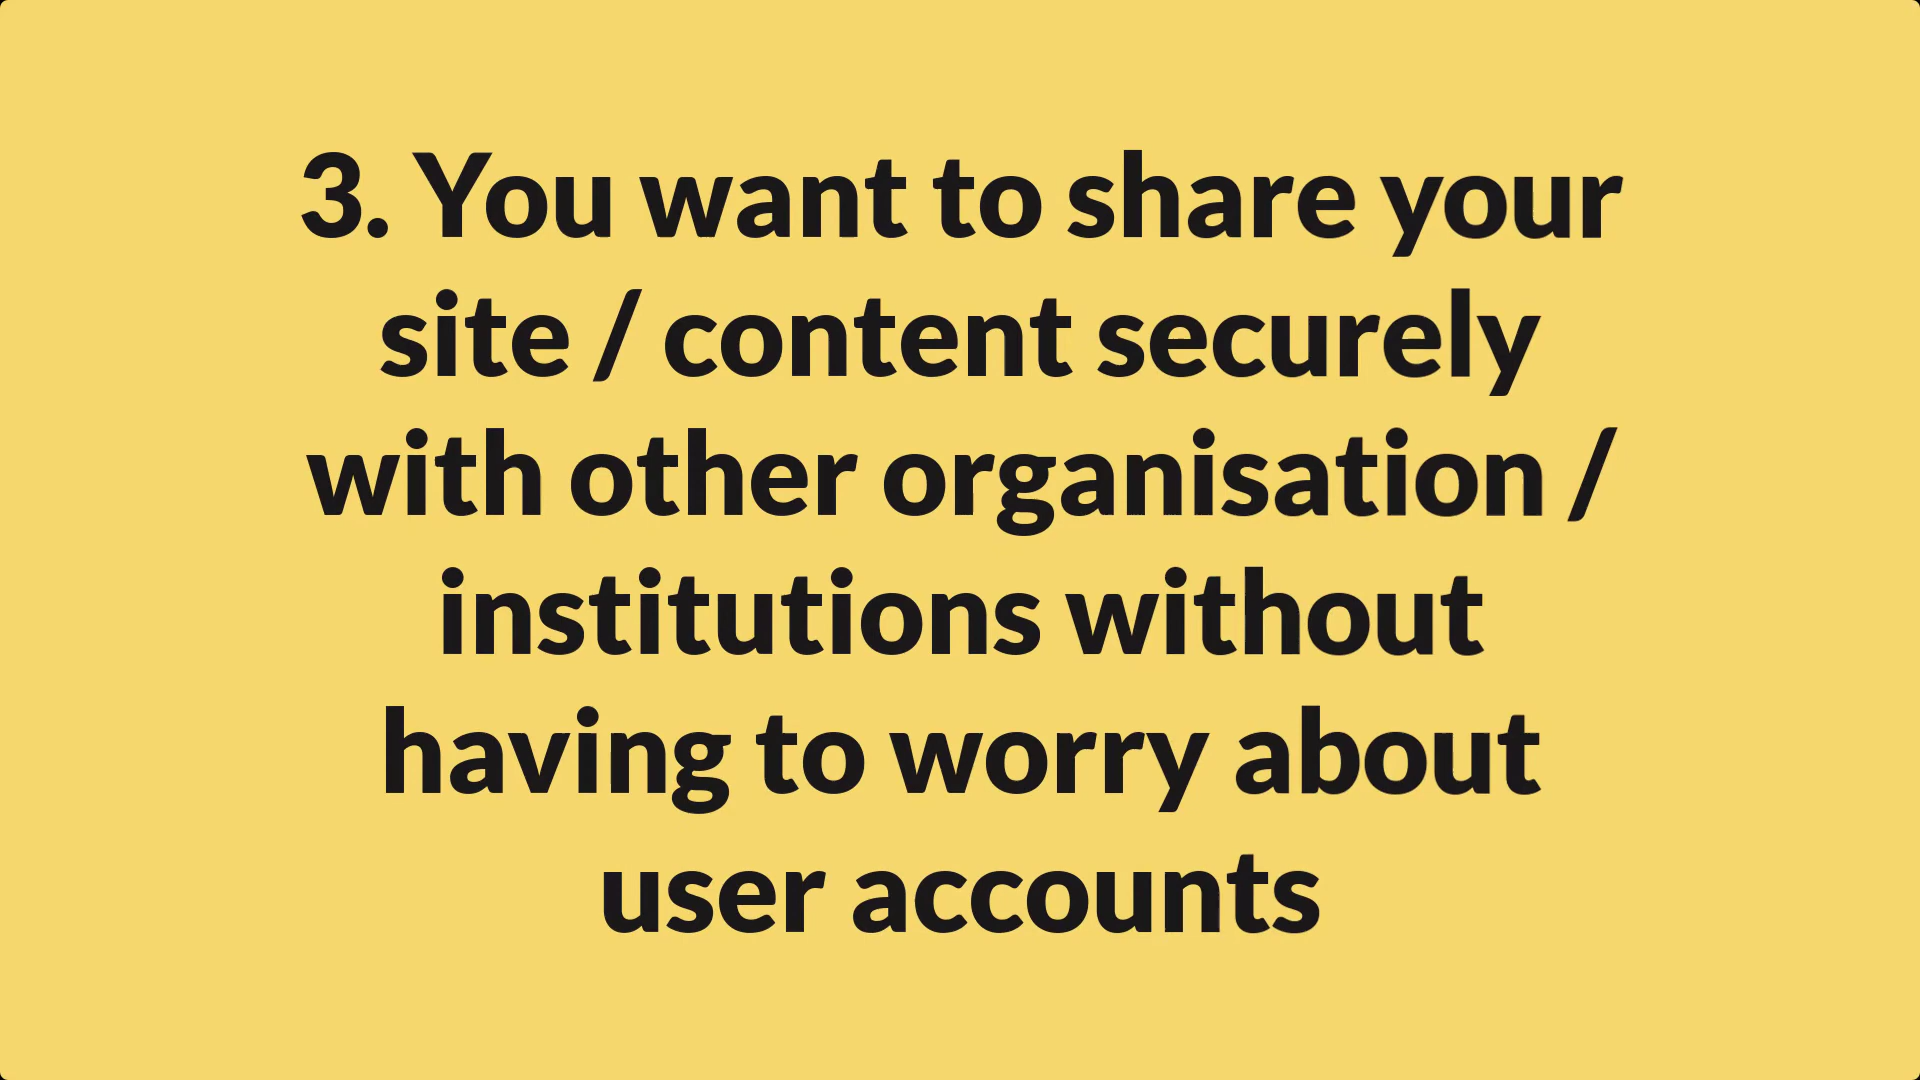 3. You want to share your
site / content securely
with other organisation /
institutions without
having to worry about
user accounts